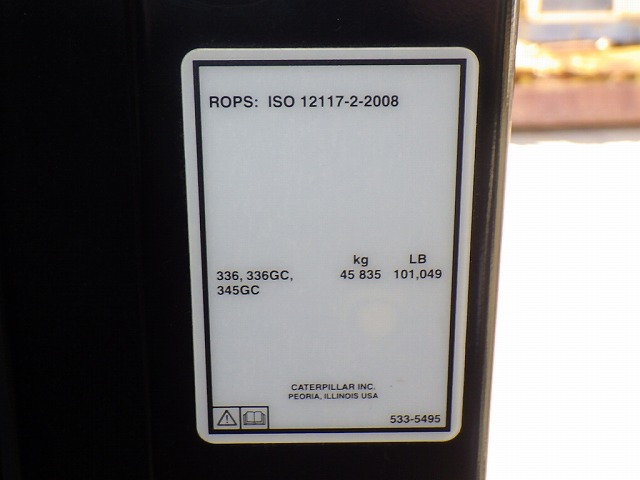 ROPS: ISO 12117-2-2008
kg LB
336, 336GC, 45 835 101,049
345GC
CATERPILLAR INC.
PEORIA, ILLINOIS USA
533-5495